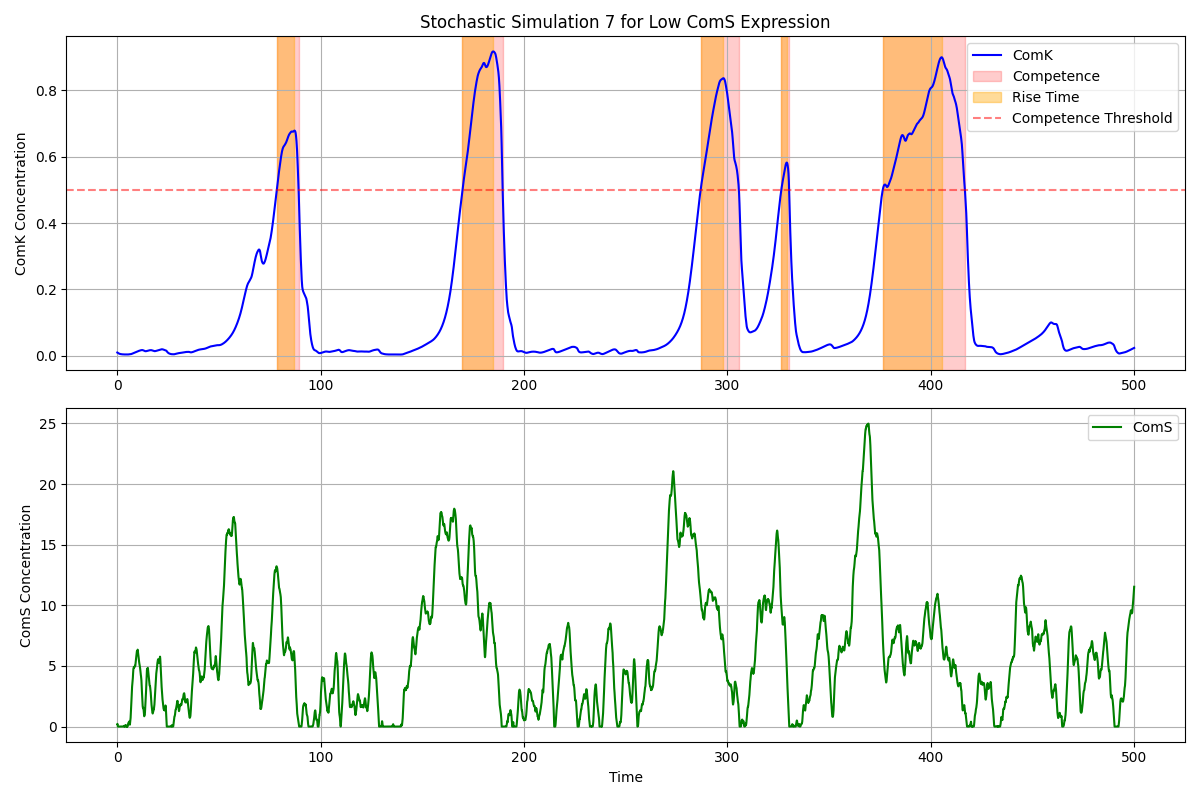 Stochastic Simulation 7 for Low ComS Expression
ComK Concentration
0.8
0.6
0.4
0.2
0.0
ComK
Competence
Rise Time
Competence Threshold
0 100 200 300 400 500
ComS Concentration
25
20
15
10
5
0
ComS
0 100 200 300 400 500
Time